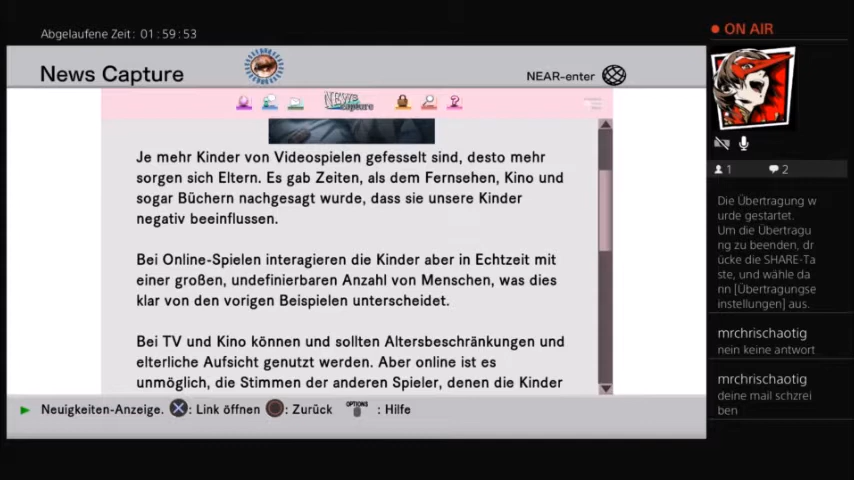 Abgelaufene Zeit: 01:59:53
ON AIR
News Capture
NEAR-enter
NEWS
capture
Je mehr Kinder von Videospielen gefesselt sind, desto mehr
sorgen sich Eltern. Es gab Zeiten, als dem Fernsehen, Kino und
sogar Büchern nachgesagt wurde, dass sie unsere Kinder
negativ beeinflussen.
Bei Online-Spielen interagieren die Kinder aber in Echtzeit mit
einer großen, undefinierbaren Anzahl von Menschen, was dies
klar von den vorigen Beispielen unterscheidet.
Bei TV und Kino können und sollten Altersbeschränkungen und
elterliche Aufsicht genutzt werden. Aber online ist es
unmöglich, die Stimmen der anderen Spieler, denen die Kinder
Neuigkeiten-Anzeige. : Link öffnen : Zurück OPTIONS : Hilfe
1 2
Die Übertragung w
urde gestartet.
Um die Übertragu
ng zu beenden, dr
ücke die SHARE-Ta
ste, und wähle da
nn [Übertragungse
instellungen] aus.
mrchrischaotig
nein keine antwort
mrchrischaotig
deine mail schzrei
ben